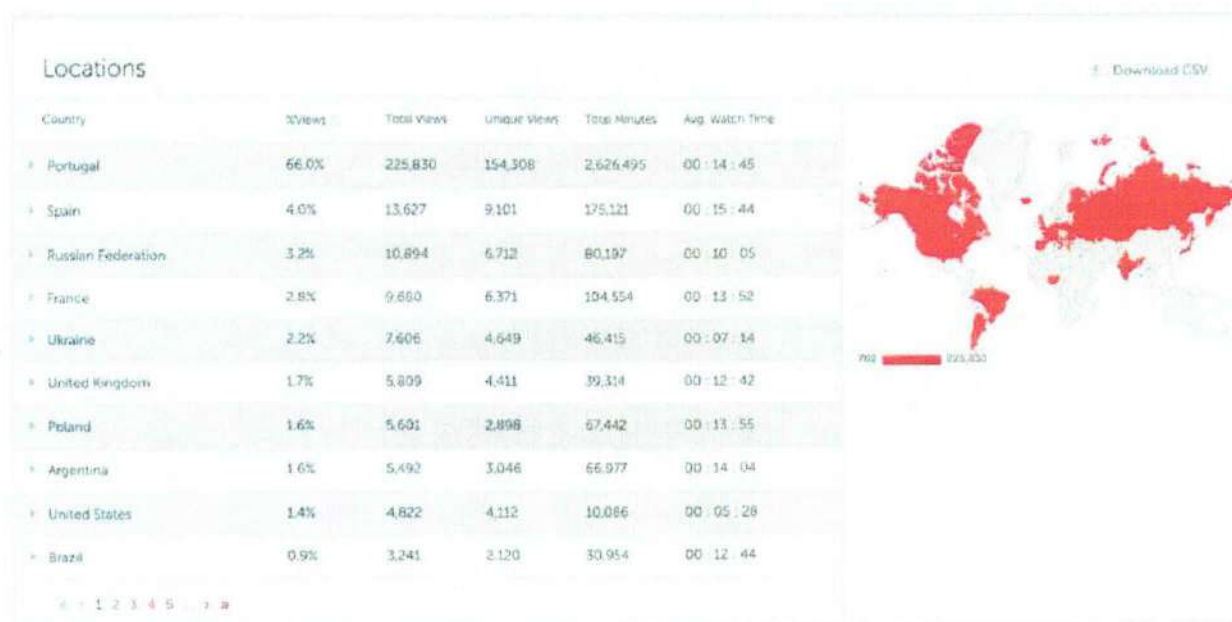 Locations
Download CSV
Country %Views Total Views Unique Views Total Minutes Avg. Watch Time
Portugal 66.0% 225,830 154,308 2,626,495 00:14:45
Spain 4.0% 13,627 9,101 175,121 00:15:44
Russian Federation 3.2% 10,894 6,712 80,197 00:10:05
France 2.8% 9,660 6,371 104,554 00:13:52
Ukraine 2.2% 7,606 4,649 46,415 00:07:14
United Kingdom 1.7% 5,809 4,411 39,314 00:12:42
Poland 1.6% 5,601 2,898 67,442 00:13:55
Argentina 1.6% 5,492 3,046 66,977 00:14:04
United States 1.4% 4,822 4,112 10,086 00:05:28
Brazil 0.9% 3,241 2,120 30,954 00:12:44
702 225,830
« ‹ 1 2 3 4 5 ... › »